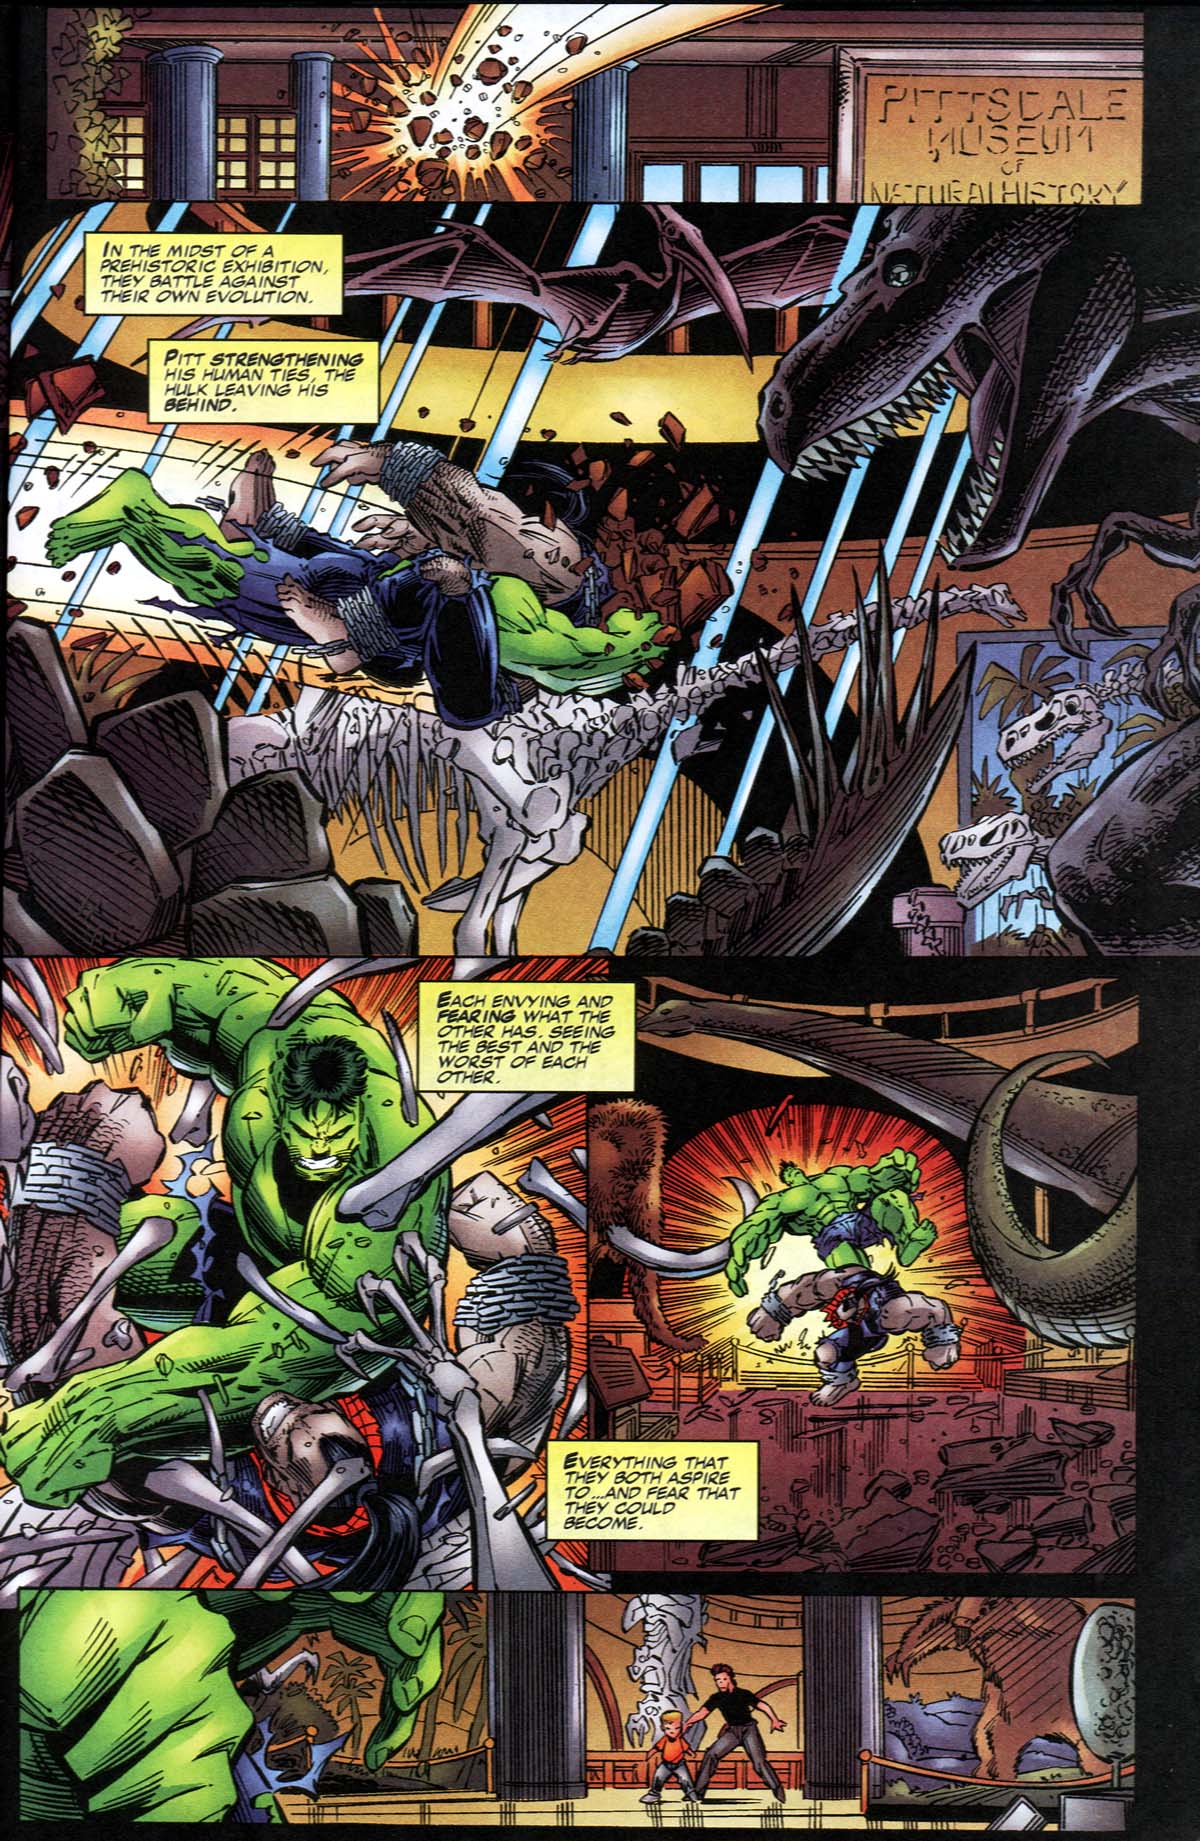 PITTSDALE
MUSEUM
OF
NATURAL HISTORY
IN THE MIDST OF A
PREHISTORIC EXHIBITION,
THEY BATTLE AGAINST
THEIR OWN EVOLUTION.
PITT STRENGTHENING
HIS HUMAN TIES, THE
HULK LEAVING HIS
BEHIND.
EACH ENVYING AND
FEARING WHAT THE
OTHER HAS. SEEING
THE BEST AND THE
WORST OF EACH
OTHER.
EVERYTHING THAT
THEY BOTH ASPIRE
TO...AND FEAR THAT
THEY COULD
BECOME.